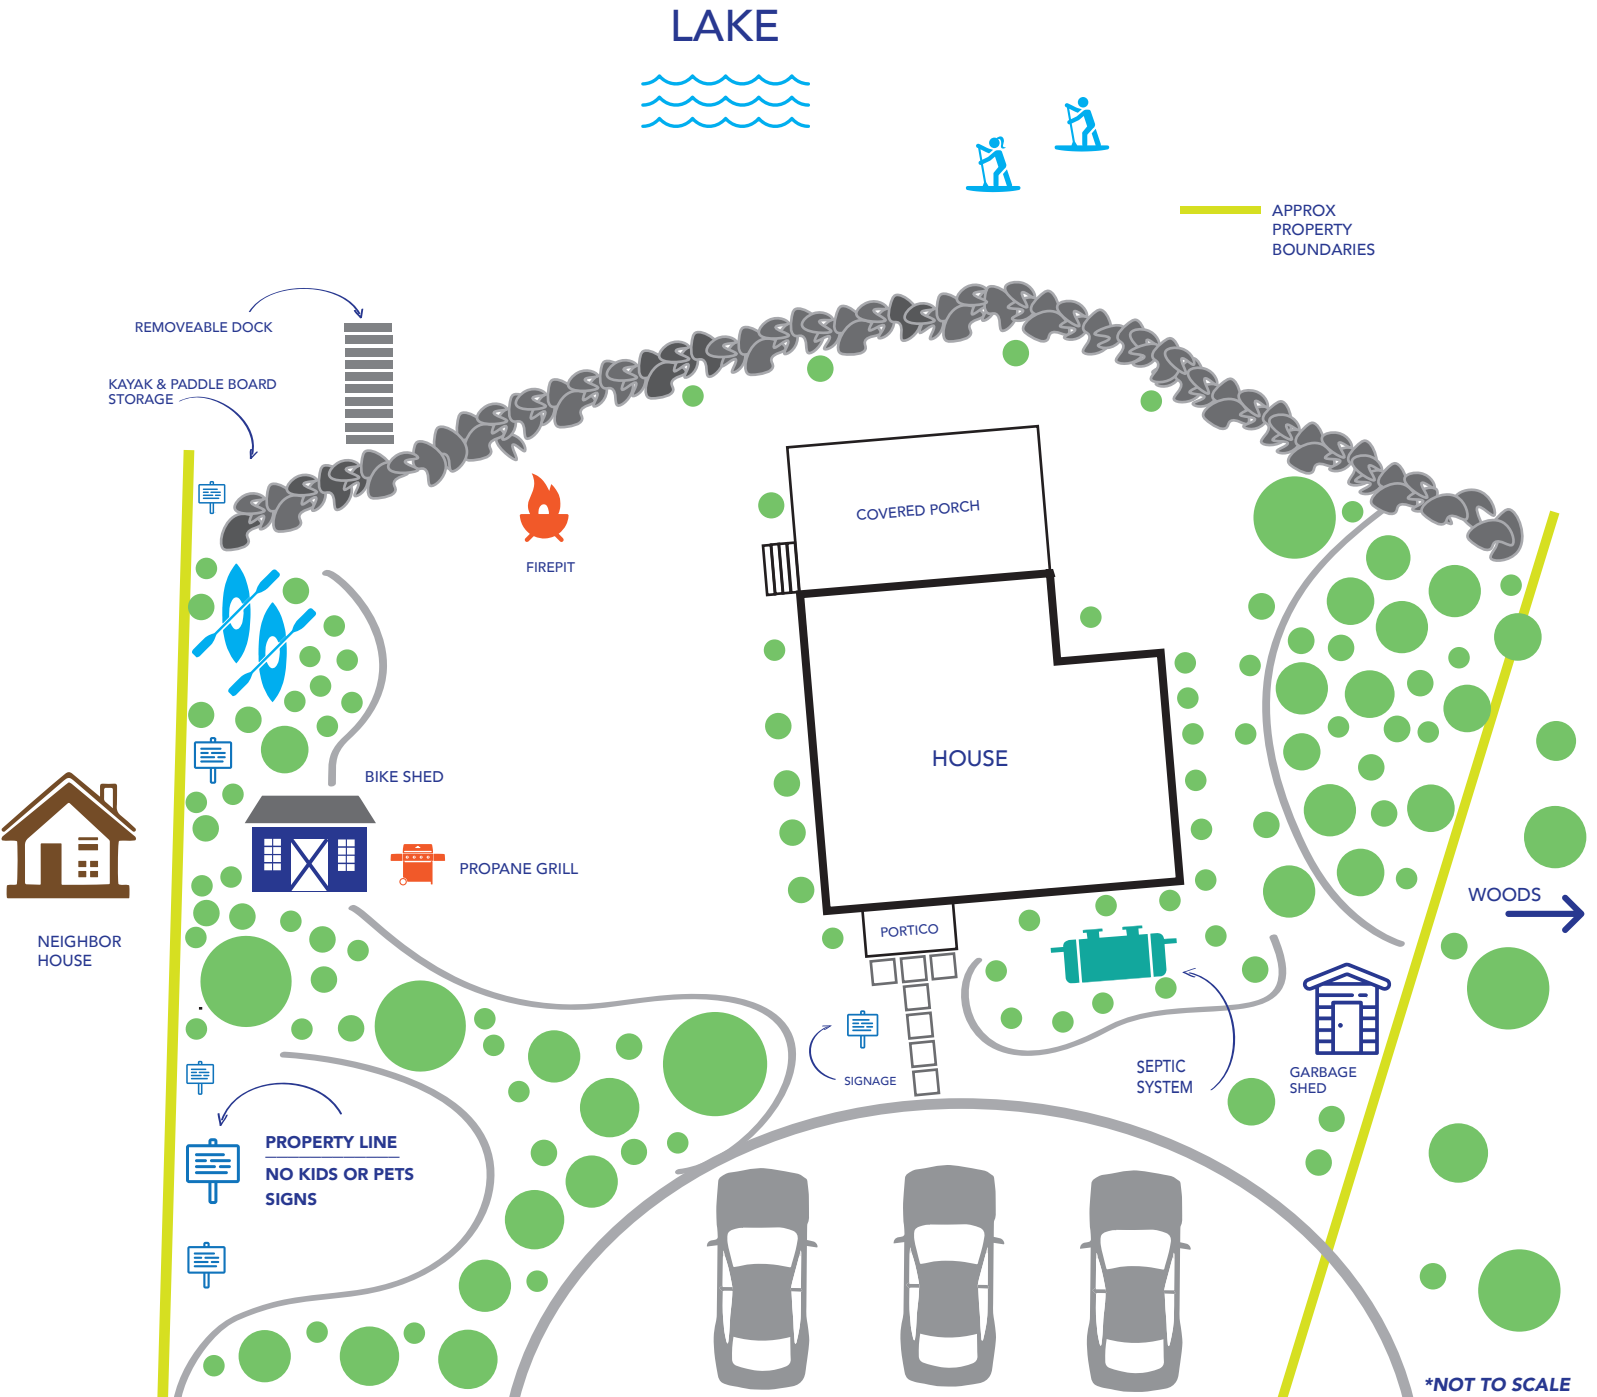 LAKE
APPROX
PROPERTY
BOUNDARIES
REMOVEABLE DOCK
KAYAK & PADDLE BOARD
STORAGE
COVERED PORCH
FIREPIT
HOUSE
BIKE SHED
PROPANE GRILL
WOODS
NEIGHBOR
HOUSE
PORTICO
SIGNAGE
SEPTIC
SYSTEM
GARBAGE
SHED
PROPERTY LINE
NO KIDS OR PETS
SIGNS
*NOT TO SCALE